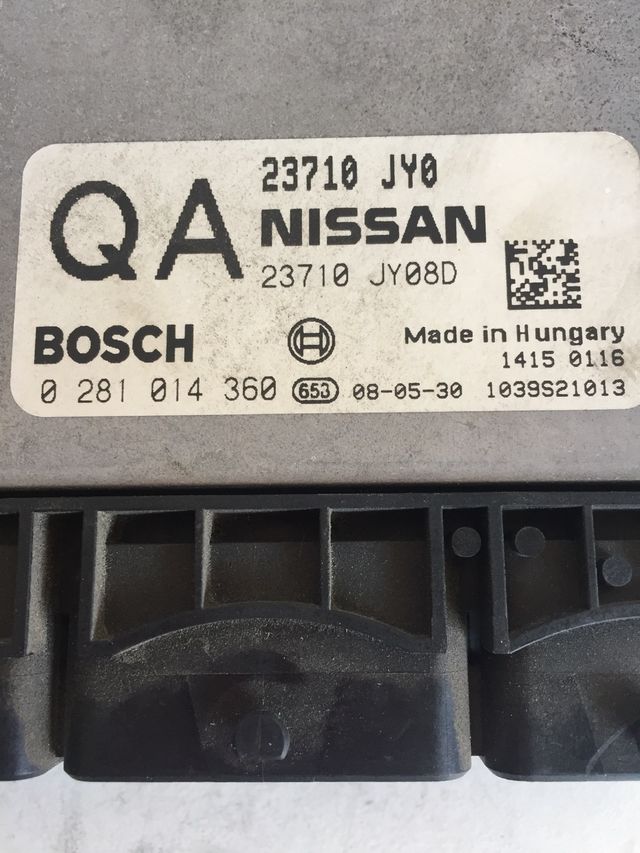 23710 JY0
QA NISSAN
23710 JY08D
BOSCH Made in Hungary
1415 0116
0 281 014 360 653 08-05-30 1039S21013